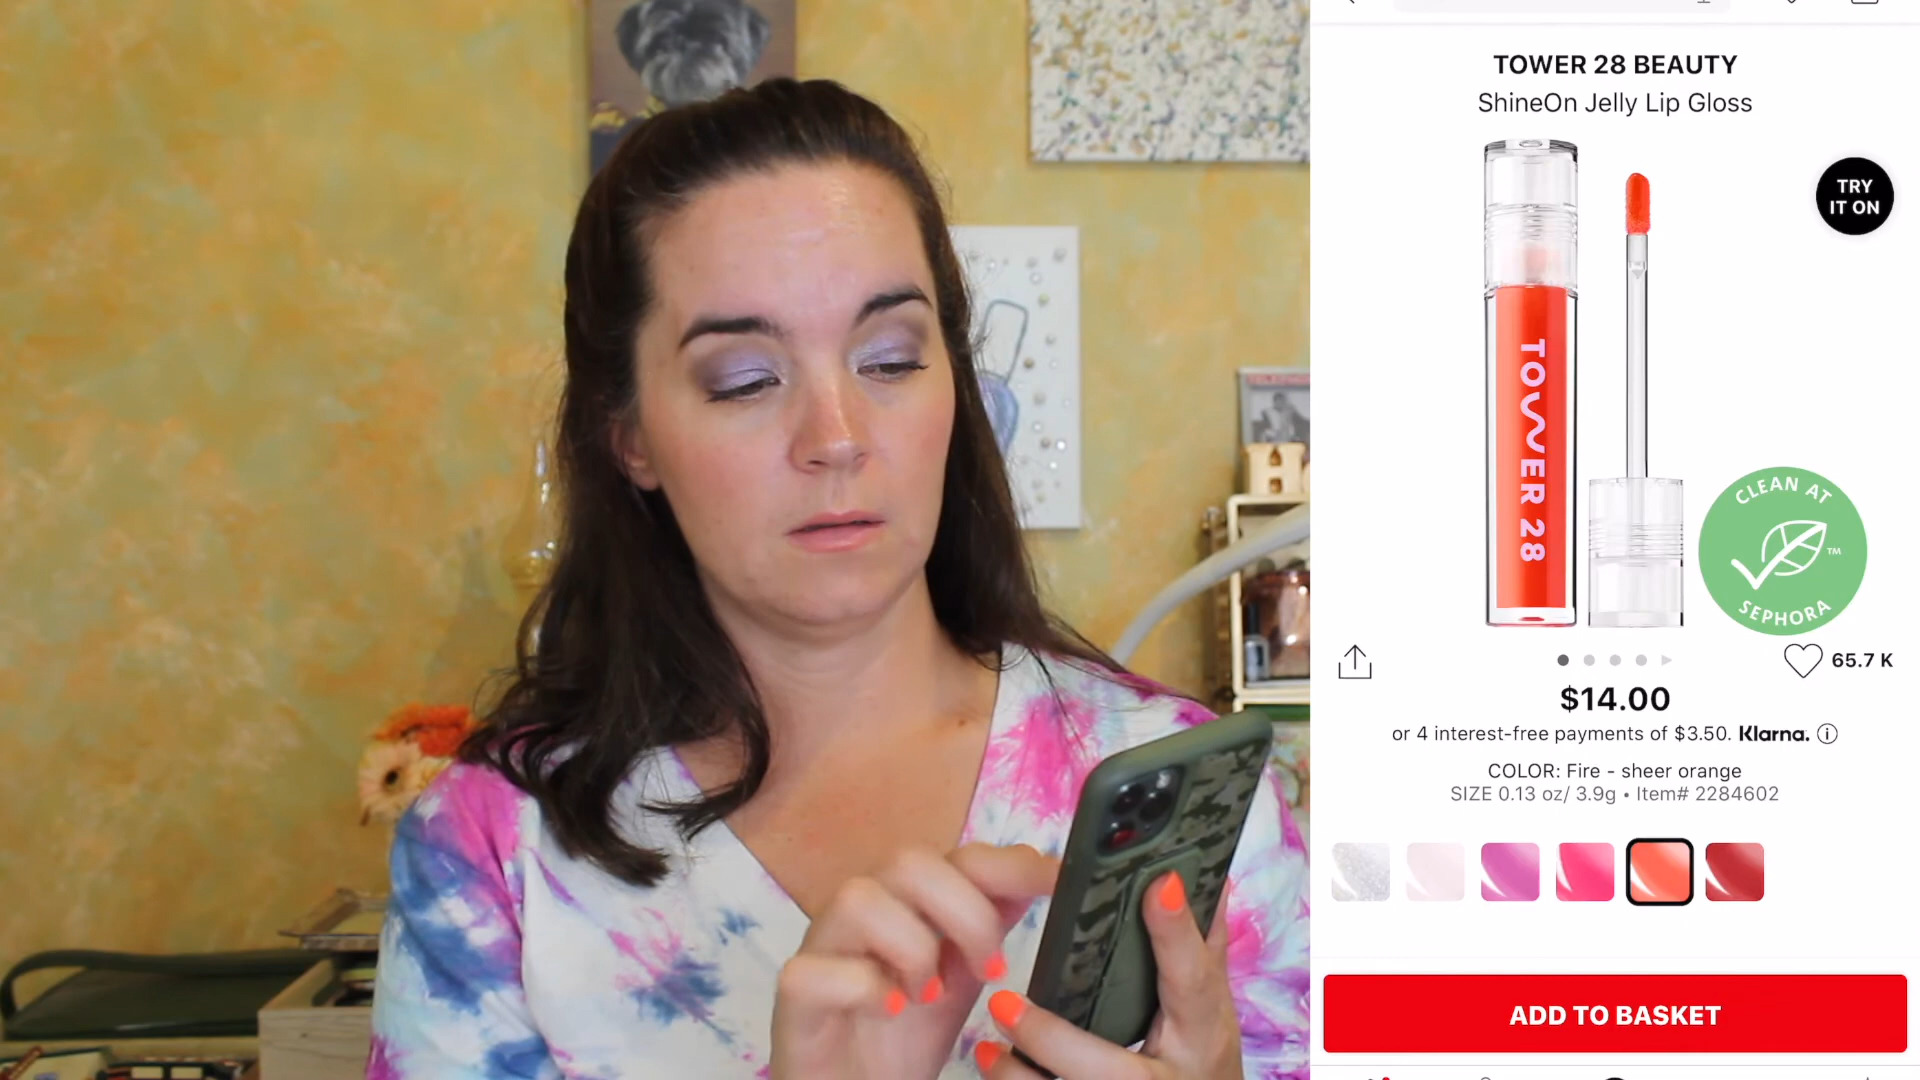 TOWER 28 BEAUTY
ShineOn Jelly Lip Gloss
TRY
IT ON
TOWER 28
CLEAN AT
TM
SEPHORA
65.7 K
$14.00
or 4 interest-free payments of $3.50. Klarna. i
COLOR: Fire - sheer orange
SIZE 0.13 oz/ 3.9g • Item# 2284602
ADD TO BASKET